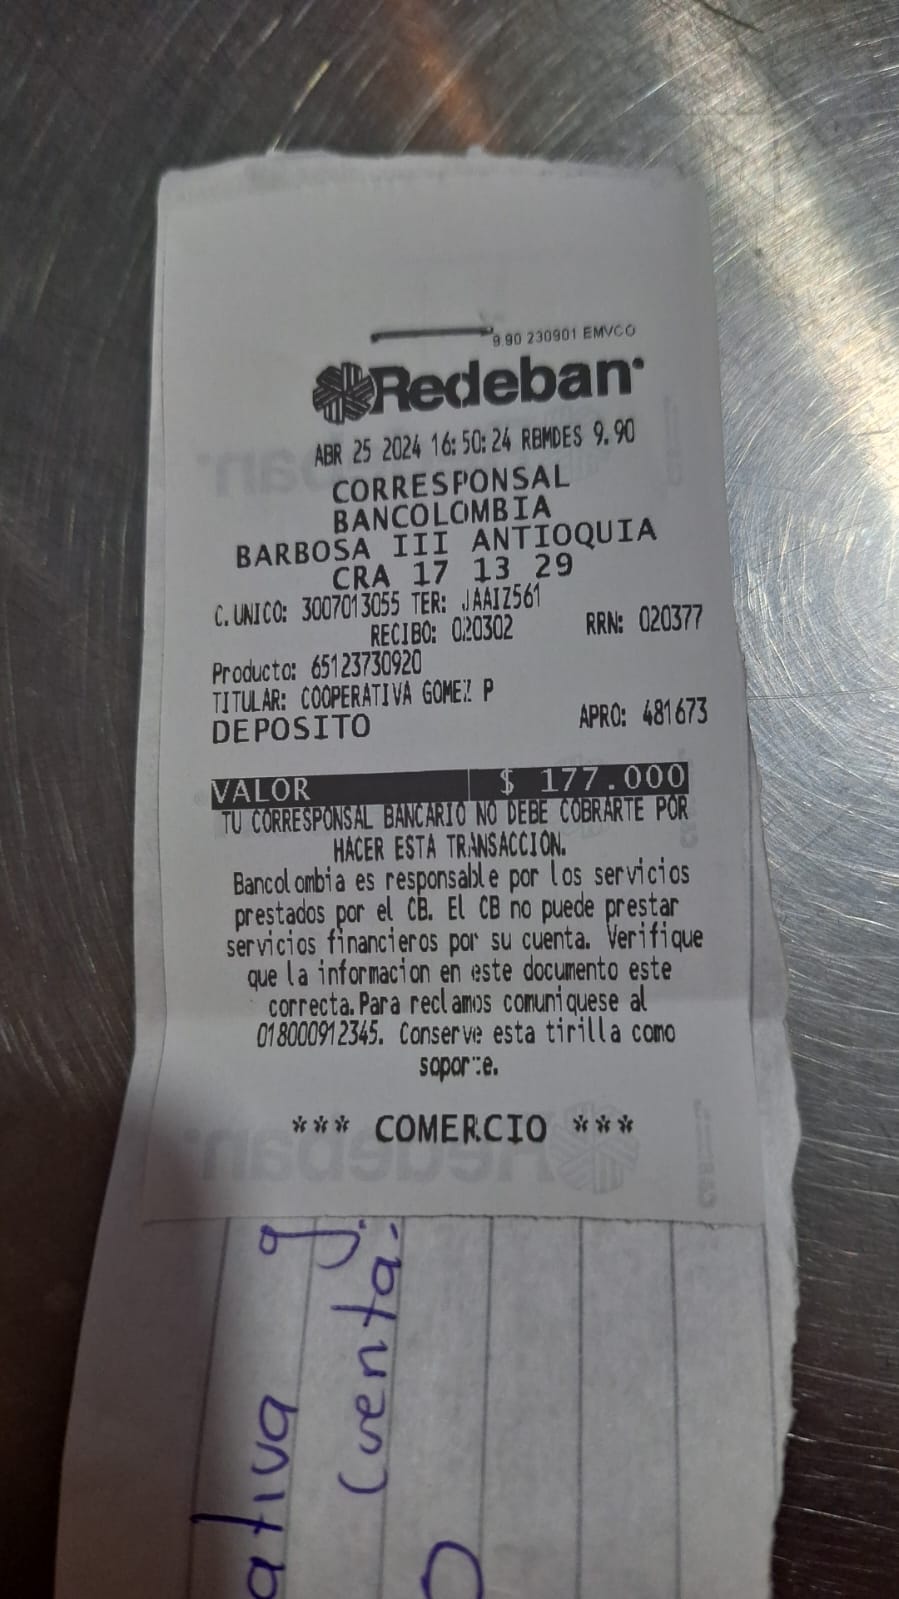 9.90 230901 EMVCO
Redeban
ABR 25 2024 16:50:24 RBMDES 9.90
CORRESPONSAL
BANCOLOMBIA
BARBOSA III ANTIOQUIA
CRA 17 13 29
C.UNICO: 3007013055 TER: JAAIZ561
RECIBO: 020302 RRN: 020377
Producto: 65123730920
TITULAR: COOPERATIVA GOMEZ P
DEPOSITO APRO: 481673
VALOR $ 177.000
TU CORRESPONSAL BANCARIO NO DEBE COBRARTE POR
HACER ESTA TRANSACCION.
Bancolombia es responsable por los servicios
prestados por el CB. El CB no puede prestar
servicios financieros por su cuenta. Verifique
que la informacion en este documento este
correcta.Para reclamos comuniquese al
018000912345. Conserve esta tirilla como
soporte.
*** COMERCIO ***
ativa g.
cuenta.